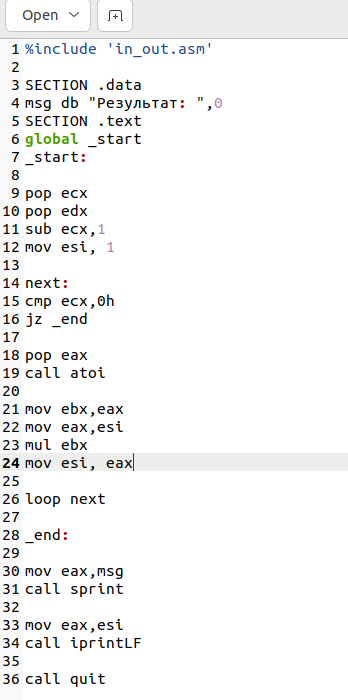 Open
1 %include 'in_out.asm'
2
3 SECTION .data
4 msg db "Результат: ",0
5 SECTION .text
6 global _start
7 _start:
8
9 pop ecx
10 pop edx
11 sub ecx,1
12 mov esi, 1
13
14 next:
15 cmp ecx,0h
16 jz _end
17
18 pop eax
19 call atoi
20
21 mov ebx,eax
22 mov eax,esi
23 mul ebx
24 mov esi, eax
25
26 loop next
27
28 _end:
29
30 mov eax,msg
31 call sprint
32
33 mov eax,esi
34 call iprintLF
35
36 call quit